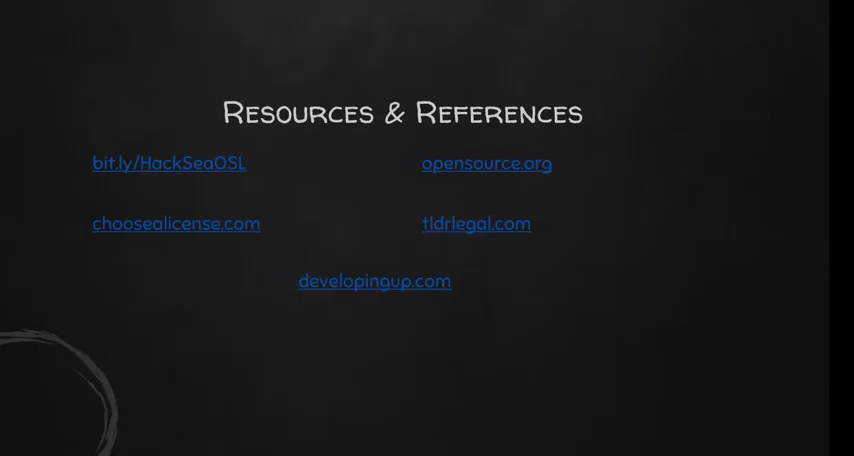 Resources & References
bit.ly/HackSeaOSL
opensource.org
choosealicense.com
tldrlegal.com
developingup.com